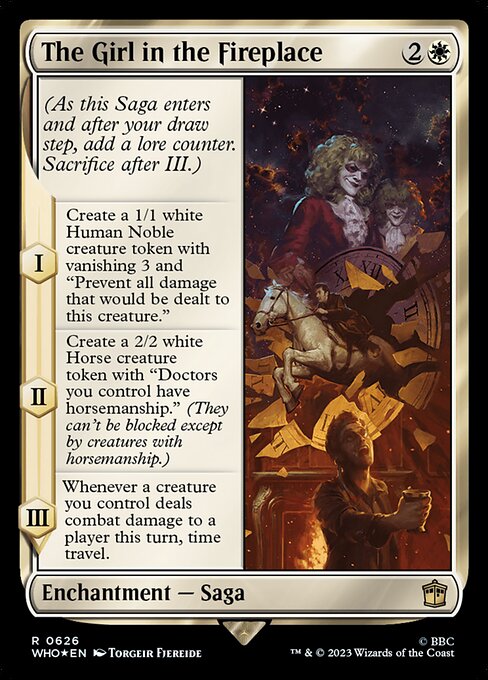 The Girl in the Fireplace 2
(As this Saga enters
and after your draw
step, add a lore counter.
Sacrifice after III.)
I
Create a 1/1 white
Human Noble
creature token with
vanishing 3 and
“Prevent all damage
that would be dealt to
this creature.”
II
Create a 2/2 white
Horse creature
token with “Doctors
you control have
horsemanship.” (They
can’t be blocked except
by creatures with
horsemanship.)
III
Whenever a creature
you control deals
combat damage to a
player this turn, time
travel.
XII
Enchantment — Saga
R 0626
WHO★EN Torgeir Fjereide
© BBC
™ & © 2023 Wizards of the Coast